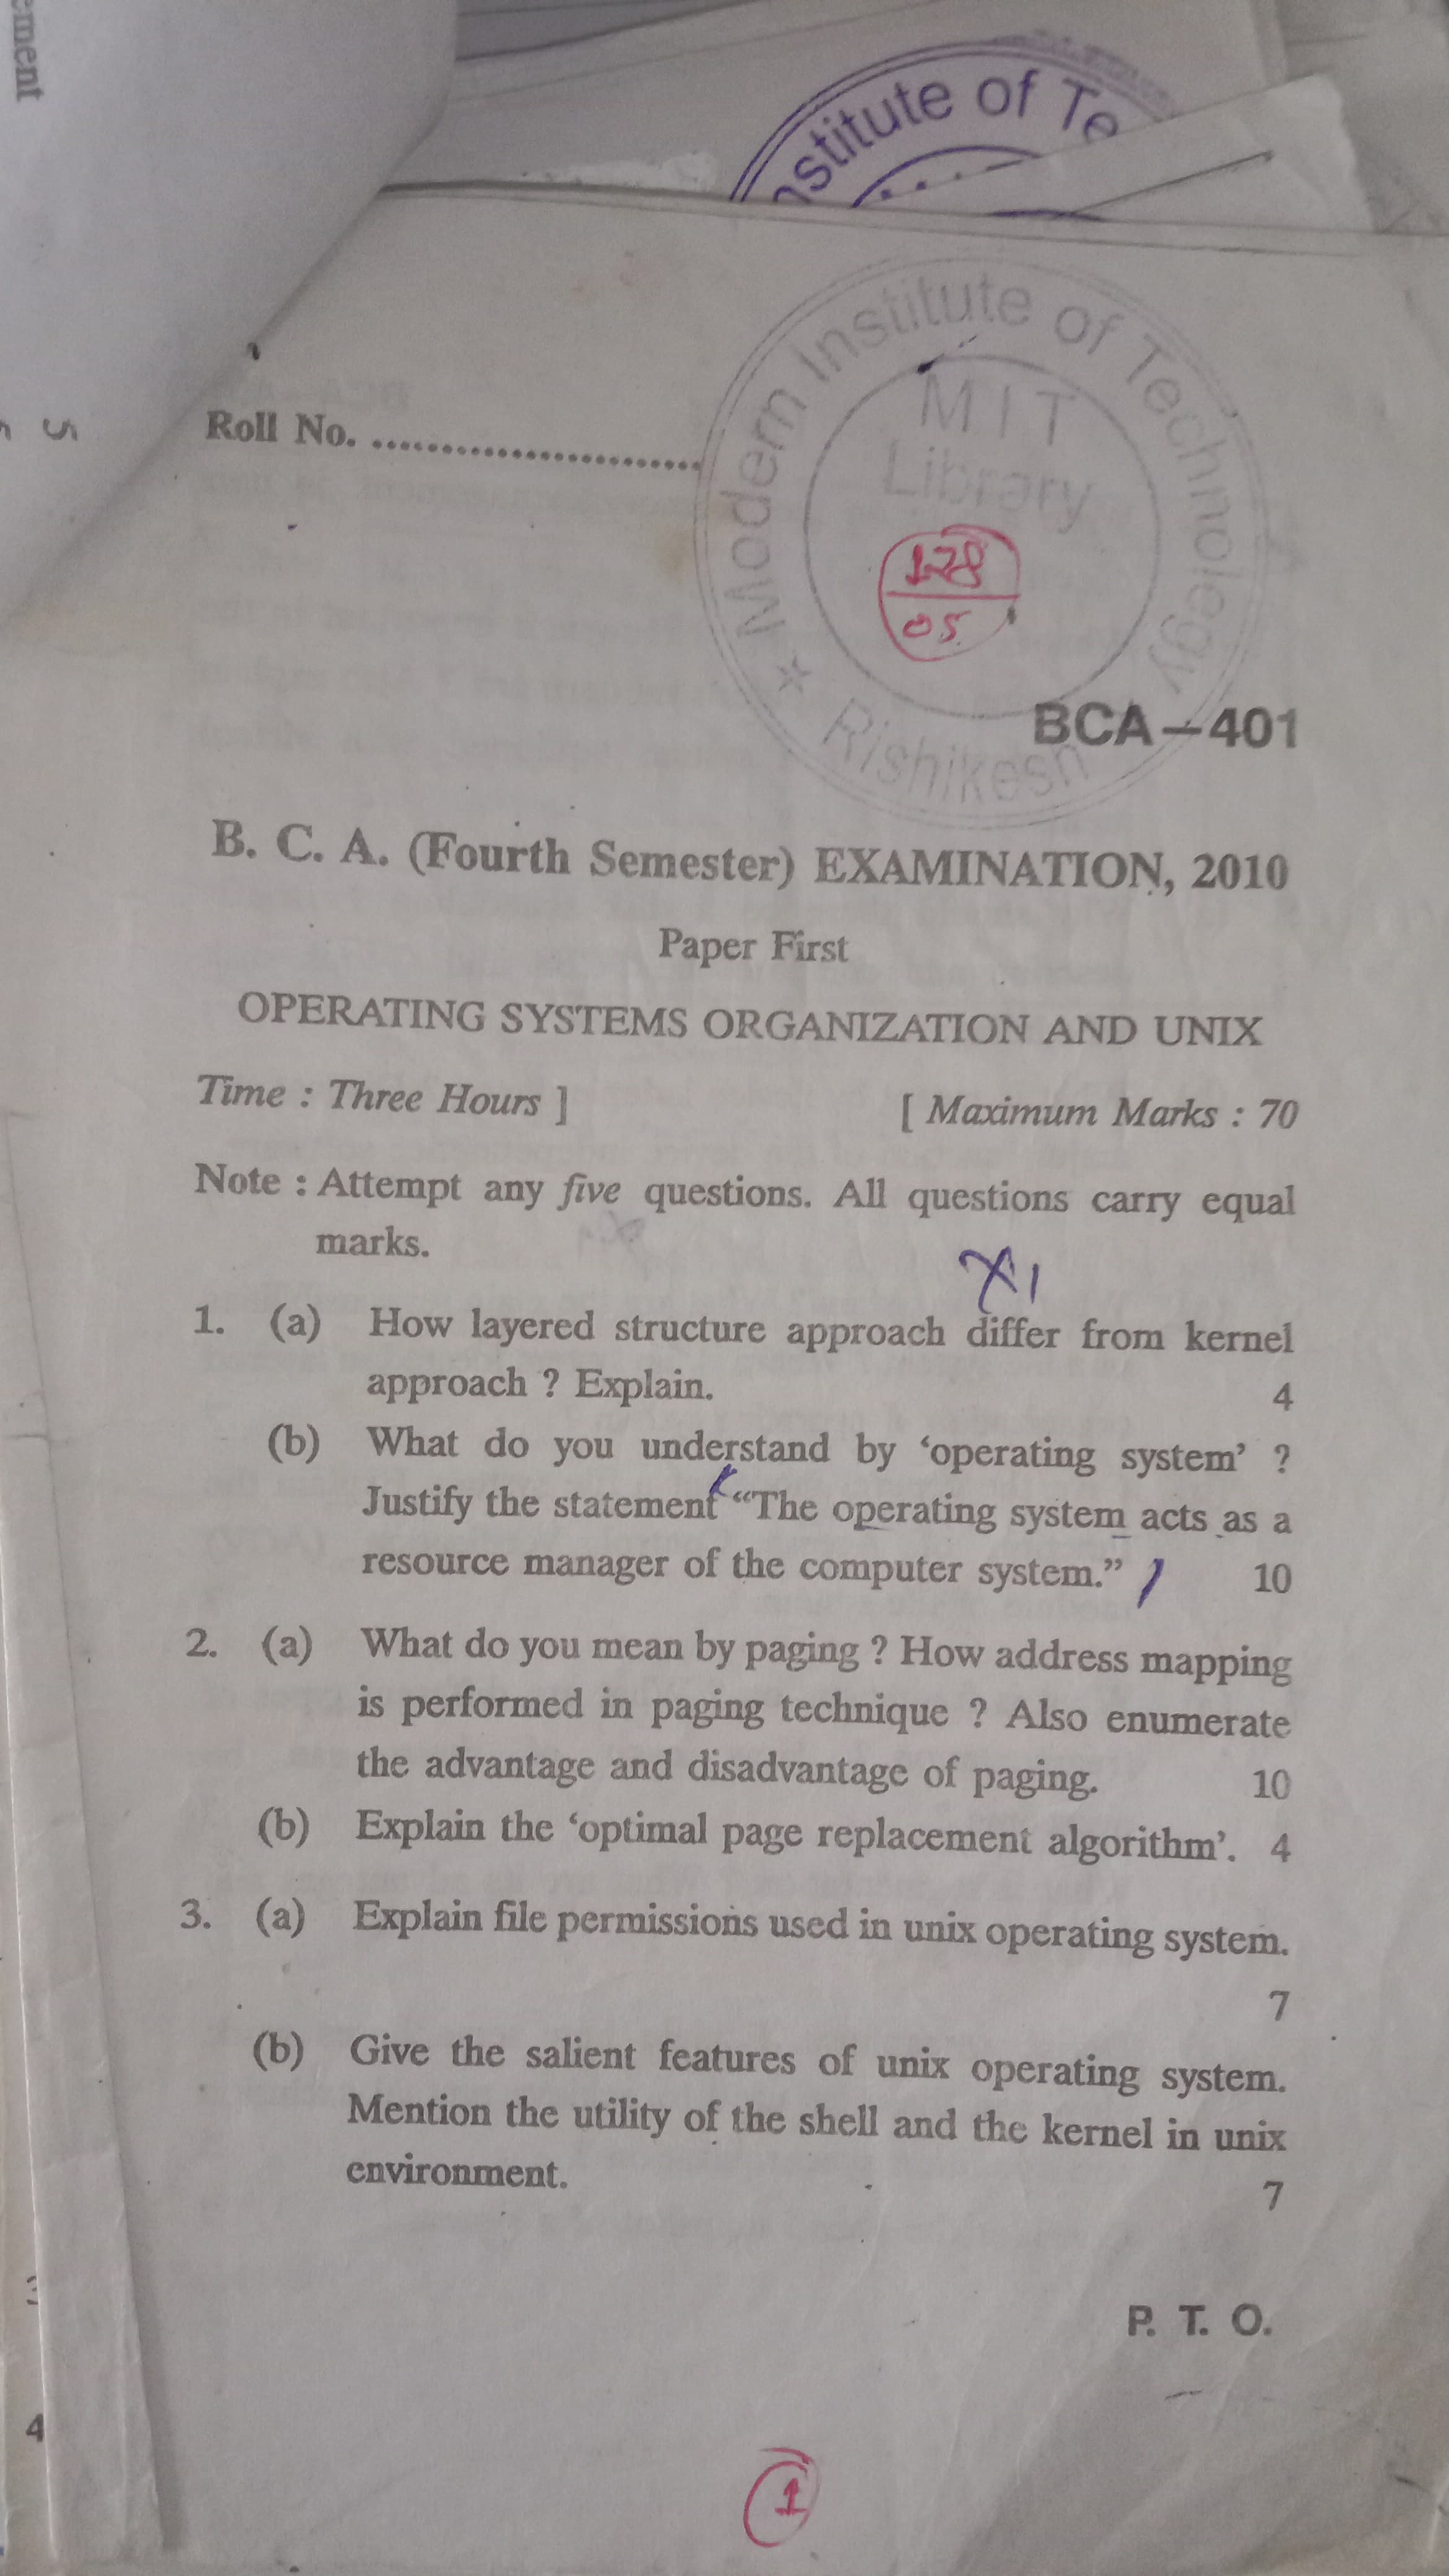 ement
nstitute of Te
Modern Institute of Technology
MIT
Library
★ Rishikesh
Roll No. ..........................
128
05
BCA—401
B. C. A. (Fourth Semester) EXAMINATION, 2010
Paper First
OPERATING SYSTEMS ORGANIZATION AND UNIX
Time : Three Hours ] [ Maximum Marks : 70
Note : Attempt any five questions. All questions carry equal
marks.
1. (a) How layered structure approach differ from kernel
approach ? Explain. 4
(b) What do you understand by ‘operating system’ ?
Justify the statement “The operating system acts as a
resource manager of the computer system.” 10
2. (a) What do you mean by paging ? How address mapping
is performed in paging technique ? Also enumerate
the advantage and disadvantage of paging. 10
(b) Explain the ‘optimal page replacement algorithm’. 4
3. (a) Explain file permissions used in unix operating system.
7
(b) Give the salient features of unix operating system.
Mention the utility of the shell and the kernel in unix
environment. 7
P. T. O.
4
1